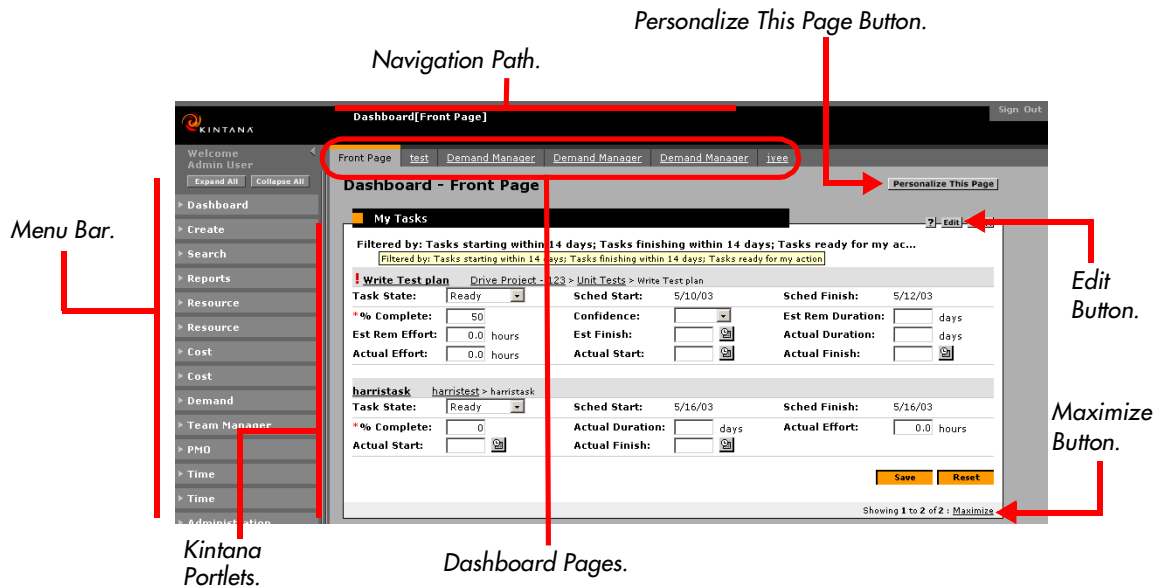 Personalize This Page Button.
Navigation Path.
Sign Out
KINTANA
Dashboard[Front Page]
Welcome
Admin User
Expand All Collapse All
Front Page test Demand Manager Demand Manager Demand Manager iyee
Dashboard - Front Page
Personalize This Page
Menu Bar.
Dashboard
Create
Search
Reports
Resource
Resource
Cost
Cost
Demand
Team Manager
PMO
Time
Time
Administration
My Tasks
? Edit
Filtered by: Tasks starting within 14 days; Tasks finishing within 14 days; Tasks ready for my ac...
Filtered by: Tasks starting within 14 days; Tasks finishing within 14 days; Tasks ready for my action
! Write Test plan Drive Project - 123 > Unit Tests > Write Test plan
Task State: Ready Sched Start: 5/10/03 Sched Finish: 5/12/03
*% Complete: 50 Confidence: Est Rem Duration: days
Est Rem Effort: 0.0 hours Est Finish: Actual Duration: days
Actual Effort: 0.0 hours Actual Start: Actual Finish:
harristask harristest > harristask
Task State: Ready Sched Start: 5/16/03 Sched Finish: 5/16/03
*% Complete: 0 Actual Duration: days Actual Effort: 0.0 hours
Actual Start: Actual Finish:
Save Reset
Showing 1 to 2 of 2 : Maximize
Edit
Button.
Maximize
Button.
Kintana
Portlets.
Dashboard Pages.